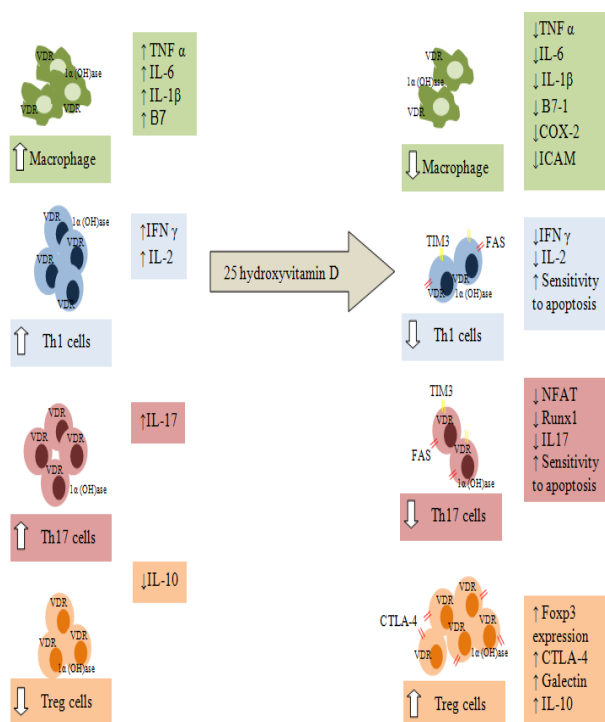 VDR
1α (OH)ase
VDR
VDR
Macrophage
↑ TNF α
↑ IL-6
↑ IL-1β
↑ B7
VDR
1α (OH)ase
VDR
VDR
VDR
Th1 cells
↑IFN γ
↑ IL-2
VDR
VDR
VDR
VDR
1α (OH)ase
Th17 cells
↑IL-17
VDR
VDR
VDR
1α (OH)ase
Treg cells
↓IL-10
25 hydroxyvitamin D
VDR
1α (OH)ase
VDR
Macrophage
↓TNF α
↓IL-6
↓IL-1β
↓ B7-1
↓COX-2
↓ICAM
TIM3
FAS
VDR
VDR
1α (OH)ase
Th1 cells
↓IFN γ
↓ IL-2
↑ Sensitivity
to apoptosis
TIM3
VDR
FAS
VDR
1α (OH)ase
Th17 cells
↓ NFAT
↓ Runx1
↓ IL17
↑ Sensitivity
to apoptosis
CTLA-4
VDR
VDR
VDR
VDR
VDR
1α (OH)ase
Treg cells
↑ Foxp3
expression
↑ CTLA-4
↑ Galectin
↑ IL-10